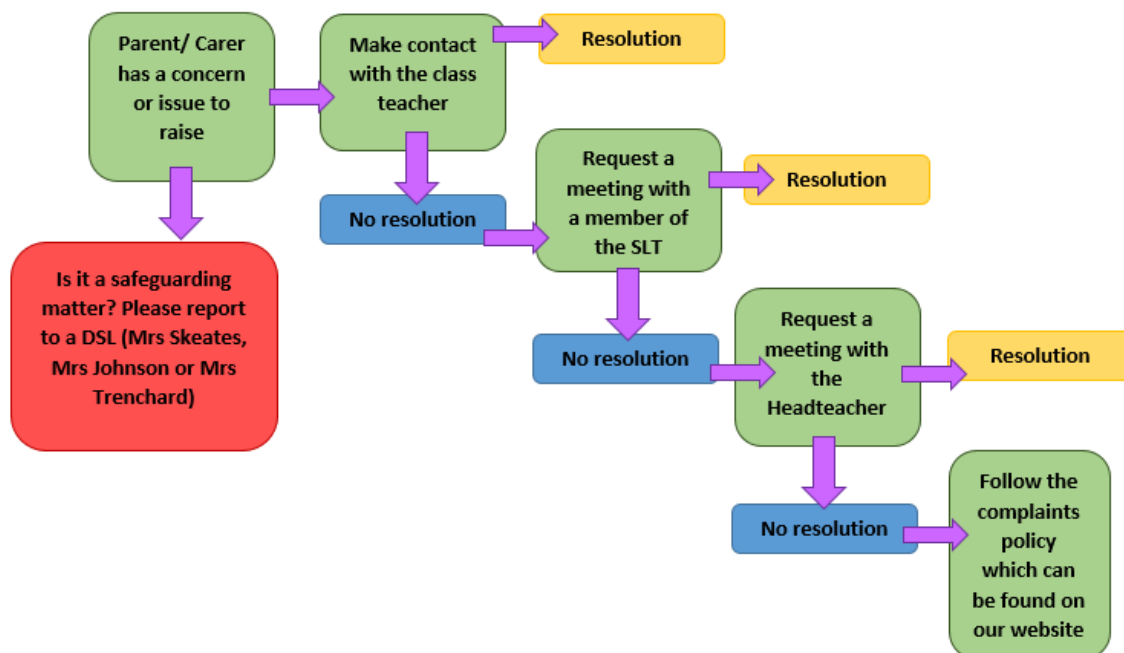 Parent/ Carer
has a concern
or issue to
raise
Make contact
with the class
teacher
Resolution
No resolution
Request a
meeting with
a member of
the SLT
Resolution
Is it a safeguarding
matter? Please report
to a DSL (Mrs Skeates,
Mrs Johnson or Mrs
Trenchard)
No resolution
Request a
meeting with
the
Headteacher
Resolution
No resolution
Follow the
complaints
policy
which can
be found on
our website